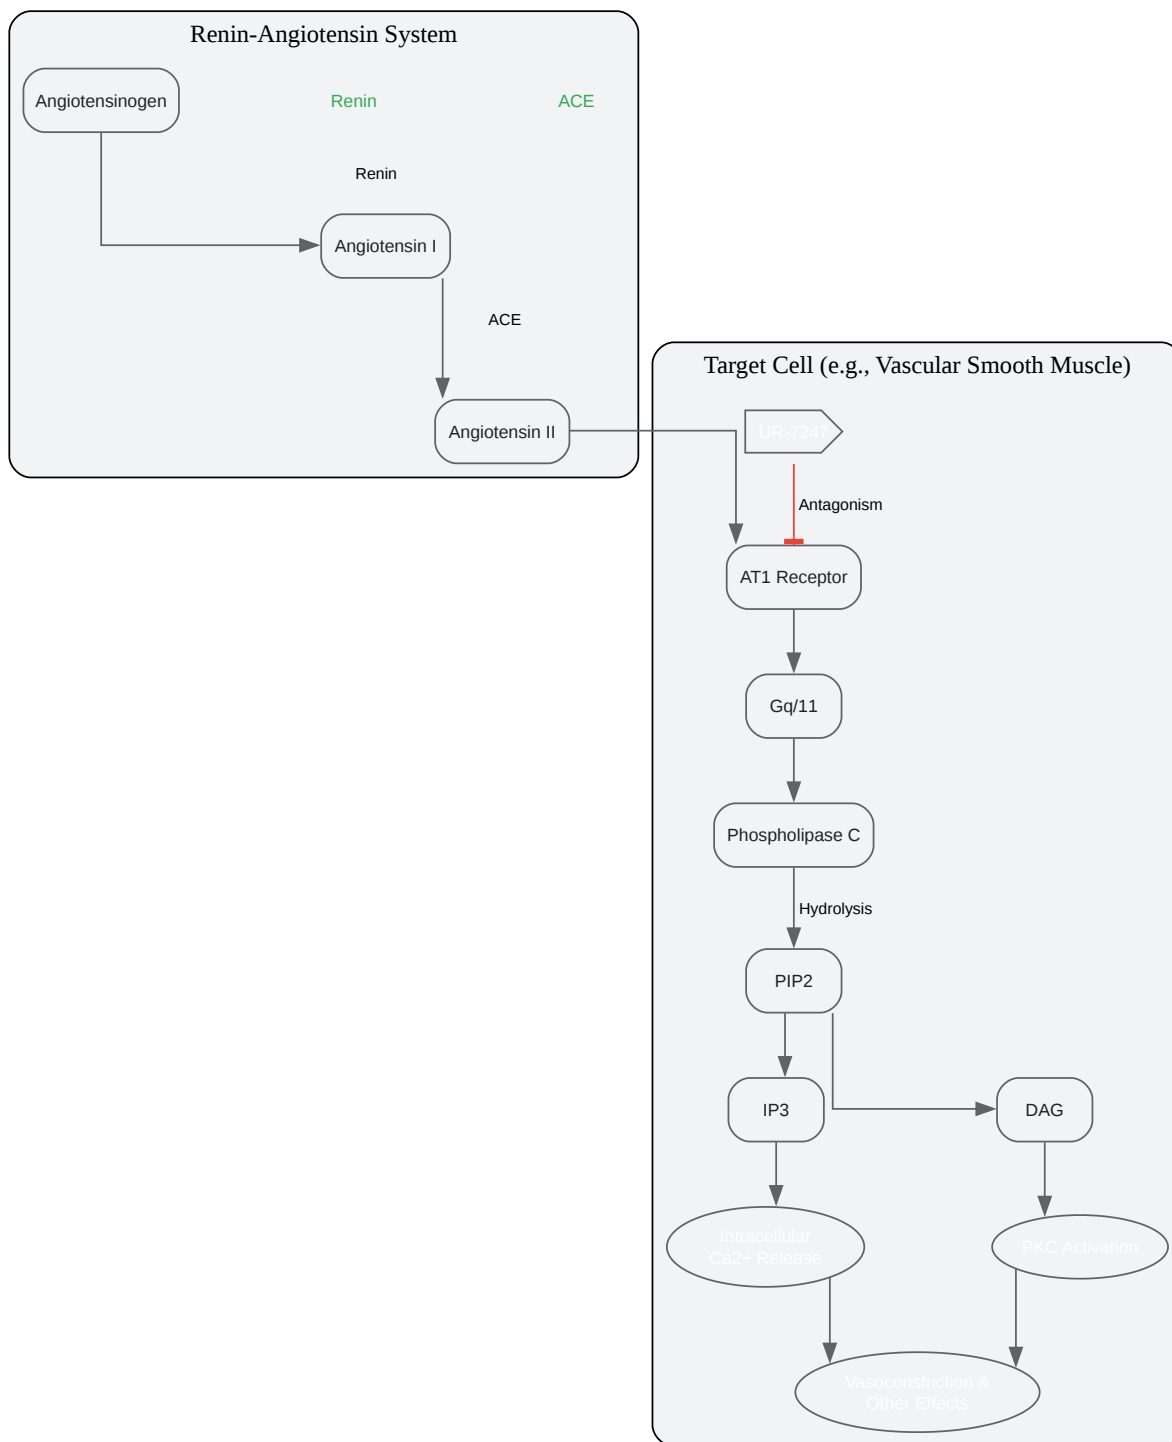 Renin-Angiotensin System
Angiotensinogen
Renin
ACE
Renin
Angiotensin I
ACE
Angiotensin II
Target Cell (e.g., Vascular Smooth Muscle)
UR-7247
Antagonism
AT1 Receptor
Gq/11
Phospholipase C
Hydrolysis
PIP2
IP3
DAG
Intracellular
Ca2+ Release
PKC Activation
Vasoconstriction &
Other Effects